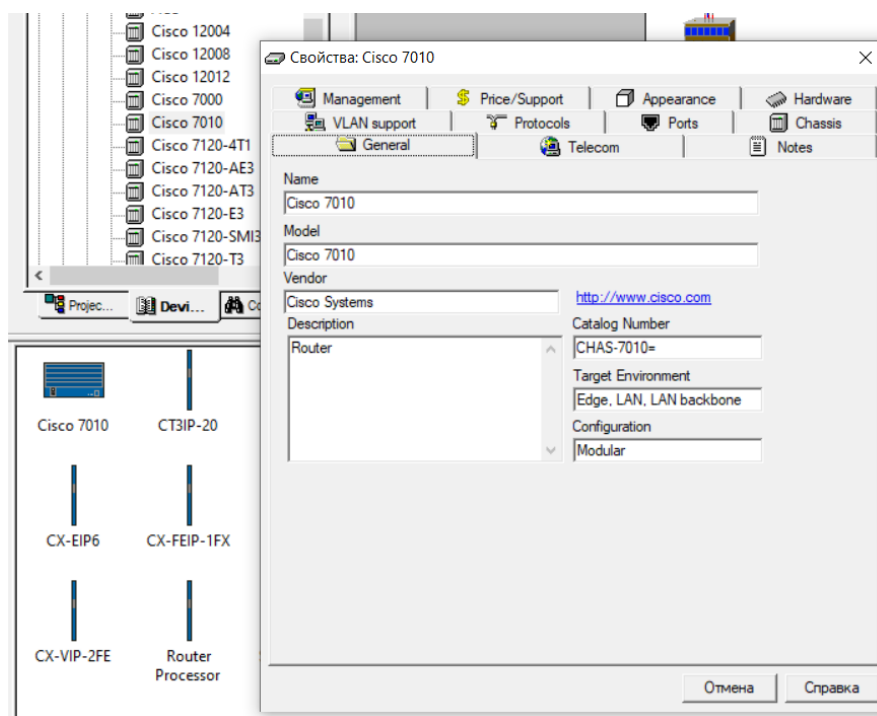 Cisco 12004
Cisco 12008
Cisco 12012
Cisco 7000
Cisco 7010
Cisco 7120-4T1
Cisco 7120-AE3
Cisco 7120-AT3
Cisco 7120-E3
Cisco 7120-SMI3
Cisco 7120-T3
Projec...
Devi...
Cisco 7010
CT3IP-20
CX-EIP6
CX-FEIP-1FX
CX-VIP-2FE
Router
Processor
Свойства: Cisco 7010
Management
Price/Support
Appearance
Hardware
VLAN support
Protocols
Ports
Chassis
General
Telecom
Notes
Name
Cisco 7010
Model
Cisco 7010
Vendor
Cisco Systems
http://www.cisco.com
Description
Router
Catalog Number
CHAS-7010=
Target Environment
Edge, LAN, LAN backbone
Configuration
Modular
Отмена
Справка